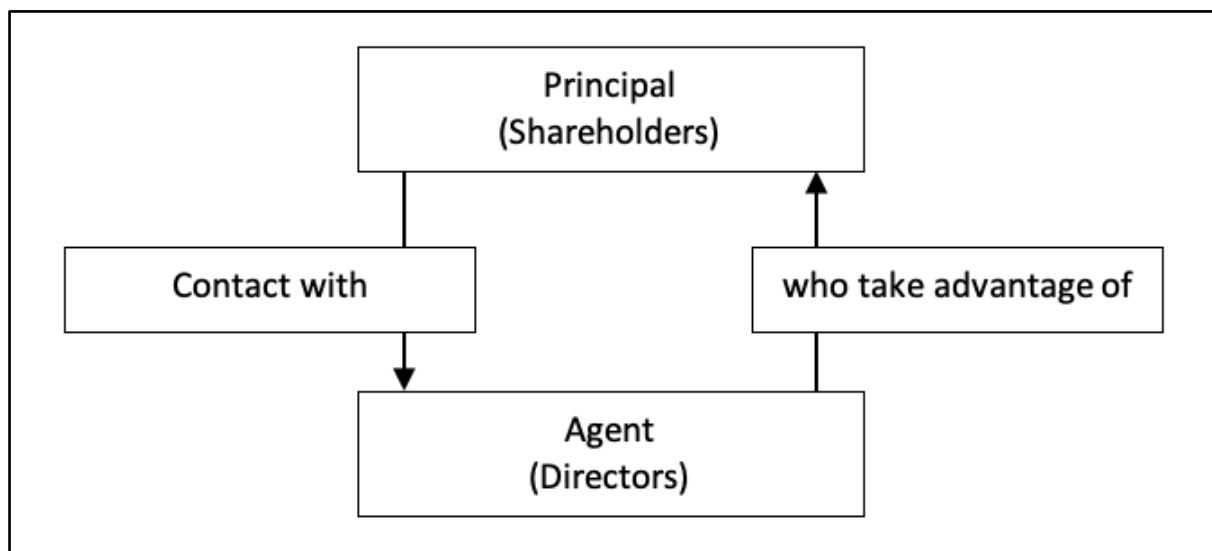 Principal
(Shareholders)
Contact with
who take advantage of
Agent
(Directors)